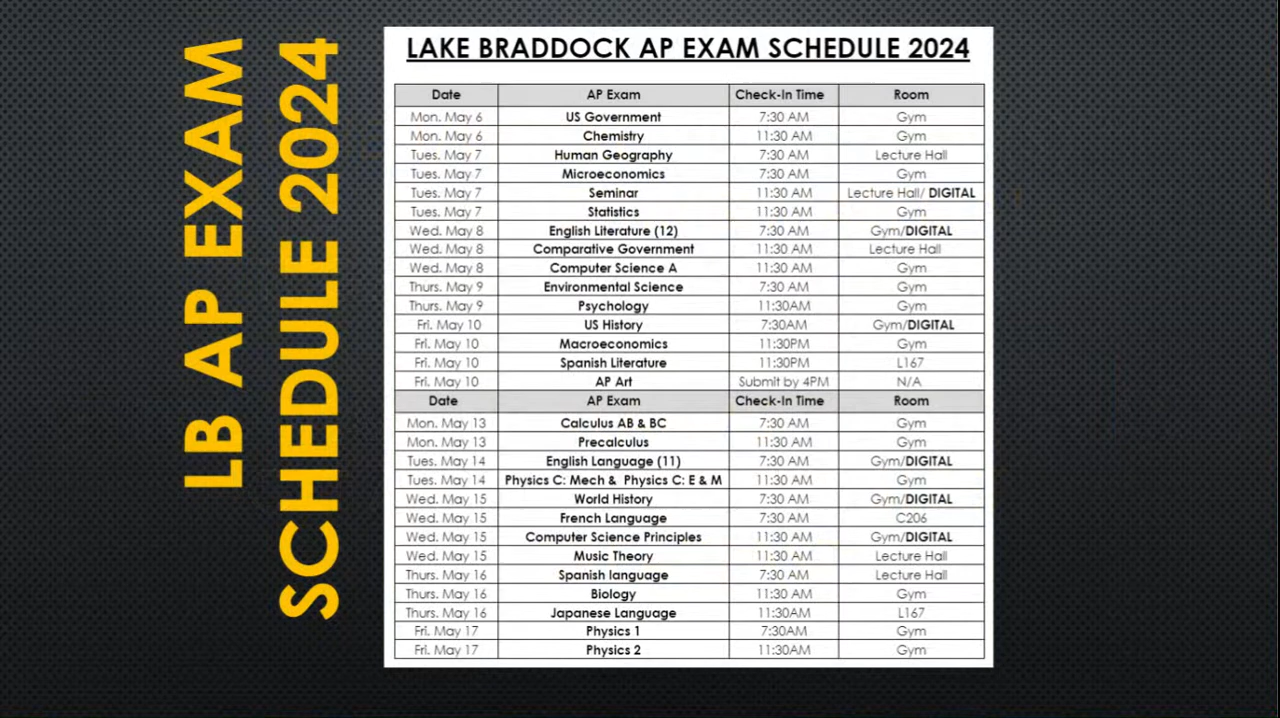 LB AP EXAM
SCHEDULE 2024
LAKE BRADDOCK AP EXAM SCHEDULE 2024
Date AP Exam Check-In Time Room
Mon. May 6 US Government 7:30 AM Gym
Mon. May 6 Chemistry 11:30 AM Gym
Tues. May 7 Human Geography 7:30 AM Lecture Hall
Tues. May 7 Microeconomics 7:30 AM Gym
Tues. May 7 Seminar 11:30 AM Lecture Hall/ DIGITAL
Tues. May 7 Statistics 11:30 AM Gym
Wed. May 8 English Literature (12) 7:30 AM Gym/DIGITAL
Wed. May 8 Comparative Government 11:30 AM Lecture Hall
Wed. May 8 Computer Science A 11:30 AM Gym
Thurs. May 9 Environmental Science 7:30 AM Gym
Thurs. May 9 Psychology 11:30AM Gym
Fri. May 10 US History 7:30AM Gym/DIGITAL
Fri. May 10 Macroeconomics 11:30PM Gym
Fri. May 10 Spanish Literature 11:30PM L167
Fri. May 10 AP Art Submit by 4PM N/A
Date AP Exam Check-In Time Room
Mon. May 13 Calculus AB & BC 7:30 AM Gym
Mon. May 13 Precalculus 11:30 AM Gym
Tues. May 14 English Language (11) 7:30 AM Gym/DIGITAL
Tues. May 14 Physics C: Mech & Physics C: E & M 11:30 AM Gym
Wed. May 15 World History 7:30 AM Gym/DIGITAL
Wed. May 15 French Language 7:30 AM C206
Wed. May 15 Computer Science Principles 11:30 AM Gym/DIGITAL
Wed. May 15 Music Theory 11:30 AM Lecture Hall
Thurs. May 16 Spanish language 7:30 AM Lecture Hall
Thurs. May 16 Biology 11:30 AM Gym
Thurs. May 16 Japanese Language 11:30AM L167
Fri. May 17 Physics 1 7:30AM Gym
Fri. May 17 Physics 2 11:30AM Gym